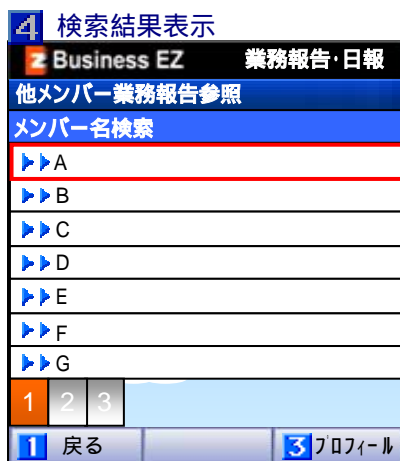 4 検索結果表示
Business EZ 業務報告・日報
他メンバー業務報告参照
メンバー名検索
A
B
C
D
E
F
G
1 2 3
1 戻る 3 ﾌﾟﾛﾌｨｰﾙ